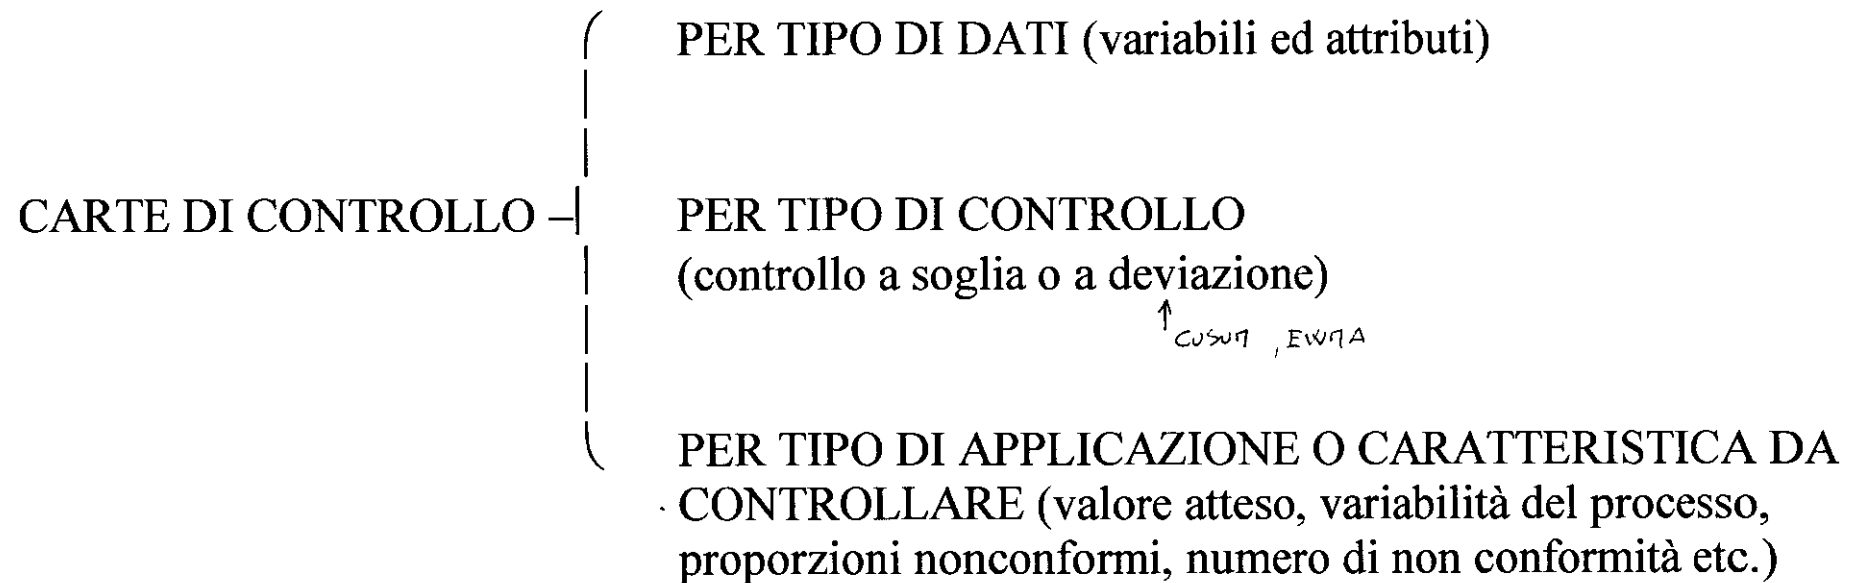 PER TIPO DI DATI (variabili ed attributi)
CARTE DI CONTROLLO
PER TIPO DI CONTROLLO
(controllo a soglia o a deviazione)
CUSUM, EWMA
PER TIPO DI APPLICAZIONE O CARATTERISTICA DA
CONTROLLARE (valore atteso, variabilità del processo,
proporzioni nonconformi, numero di non conformità etc.)